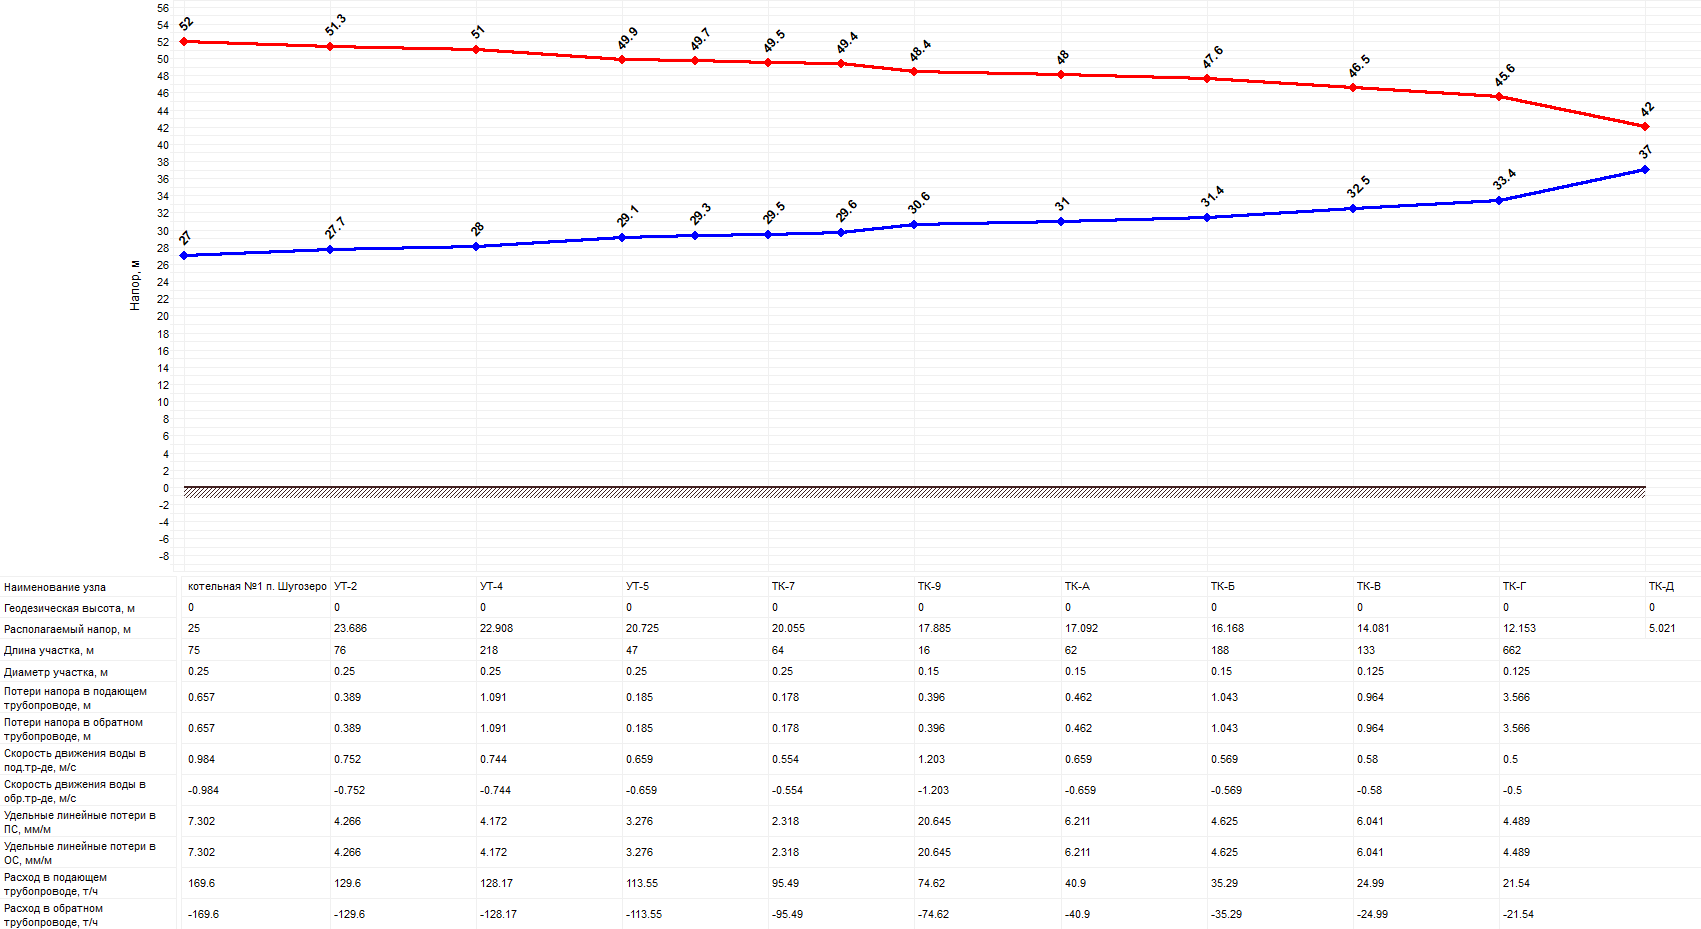 56
54
52
50
48
46
44
42
40
38
36
34
32
30
28
26
24
22
20
18
16
14
12
10
8
6
4
2
0
-2
-4
-6
-8
Напор, м
52
51.3
51
49.9
49.7
49.5
49.4
48.4
48
47.6
46.5
45.6
42
27
27.7
28
29.1
29.3
29.5
29.6
30.6
31
31.4
32.5
33.4
37
Наименование узла котельная №1 п. Шугозеро УТ-2 УТ-4 УТ-5 ТК-7 ТК-9 ТК-А ТК-Б ТК-В ТК-Г ТК-Д
Геодезическая высота, м 0 0 0 0 0 0 0 0 0 0 0
Располагаемый напор, м 25 23.686 22.908 20.725 20.055 17.885 17.092 16.168 14.081 12.153 5.021
Длина участка, м 75 76 218 47 64 16 62 188 133 662
Диаметр участка, м 0.25 0.25 0.25 0.25 0.25 0.15 0.15 0.15 0.125 0.125
Потери напора в подающем
трубопроводе, м 0.657 0.389 1.091 0.185 0.178 0.396 0.462 1.043 0.964 3.566
Потери напора в обратном
трубопроводе, м 0.657 0.389 1.091 0.185 0.178 0.396 0.462 1.043 0.964 3.566
Скорость движения воды в
под.тр-де, м/с 0.984 0.752 0.744 0.659 0.554 1.203 0.659 0.569 0.58 0.5
Скорость движения воды в
обр.тр-де, м/с -0.984 -0.752 -0.744 -0.659 -0.554 -1.203 -0.659 -0.569 -0.58 -0.5
Удельные линейные потери в
ПС, мм/м 7.302 4.266 4.172 3.276 2.318 20.645 6.211 4.625 6.041 4.489
Удельные линейные потери в
ОС, мм/м 7.302 4.266 4.172 3.276 2.318 20.645 6.211 4.625 6.041 4.489
Расход в подающем
трубопроводе, т/ч 169.6 129.6 128.17 113.55 95.49 74.62 40.9 35.29 24.99 21.54
Расход в обратном
трубопроводе, т/ч -169.6 -129.6 -128.17 -113.55 -95.49 -74.62 -40.9 -35.29 -24.99 -21.54